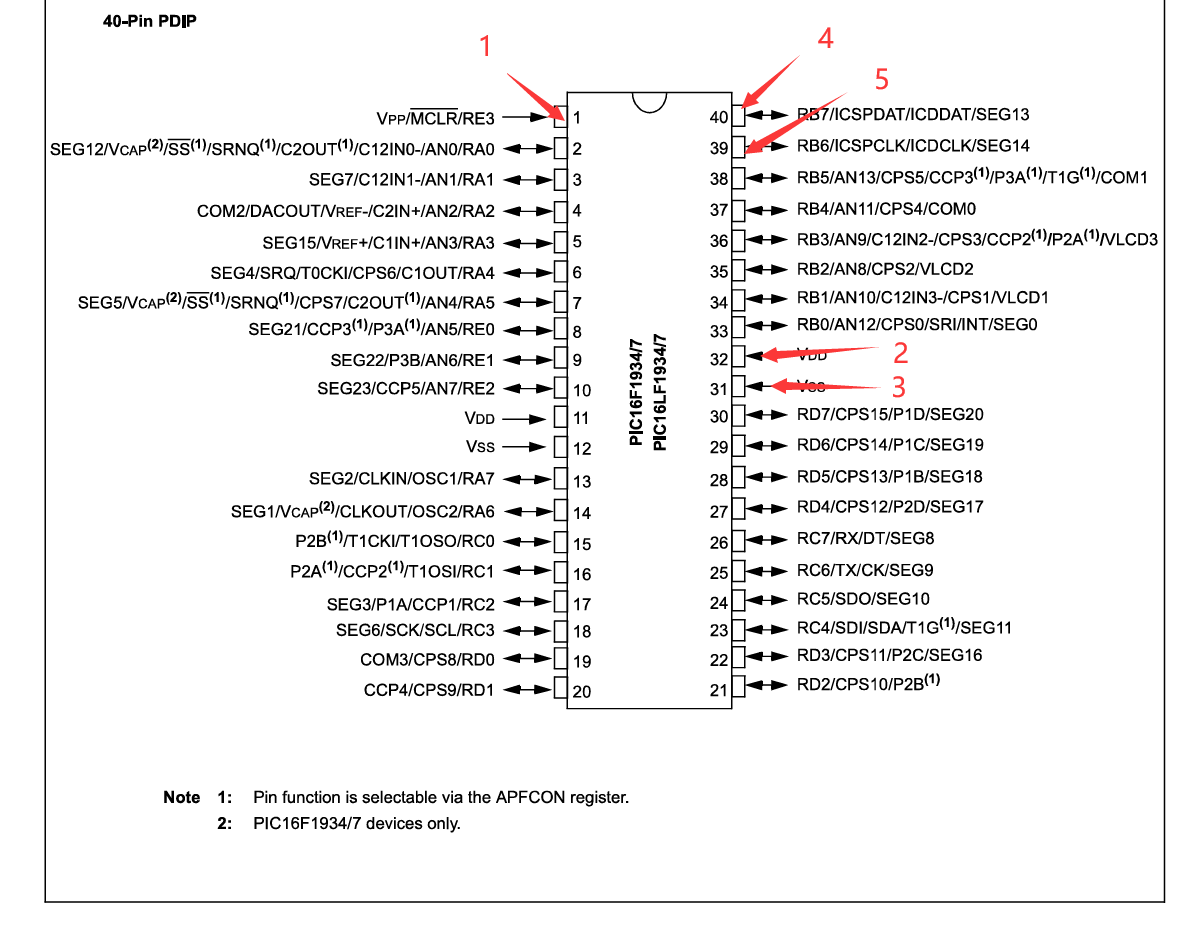 40-Pin PDIP
1
4
5
VPP/MCLR/RE3 1 40 RB7/ICSPDAT/ICDDAT/SEG13
SEG12/VCAP(2)/SS(1)/SRNQ(1)/C2OUT(1)/C12IN0-/AN0/RA0 2 39 RB6/ICSPCLK/ICDCLK/SEG14
SEG7/C12IN1-/AN1/RA1 3 38 RB5/AN13/CPS5/CCP3(1)/P3A(1)/T1G(1)/COM1
COM2/DACOUT/VREF-/C2IN+/AN2/RA2 4 37 RB4/AN11/CPS4/COM0
SEG15/VREF+/C1IN+/AN3/RA3 5 36 RB3/AN9/C12IN2-/CPS3/CCP2(1)/P2A(1)/VLCD3
SEG4/SRQ/T0CKI/CPS6/C1OUT/RA4 6 35 RB2/AN8/CPS2/VLCD2
SEG5/VCAP(2)/SS(1)/SRNQ(1)/CPS7/C2OUT(1)/AN4/RA5 7 34 RB1/AN10/C12IN3-/CPS1/VLCD1
SEG21/CCP3(1)/P3A(1)/AN5/RE0 8 33 RB0/AN12/CPS0/SRI/INT/SEG0
SEG22/P3B/AN6/RE1 9 32 VDD 2
SEG23/CCP5/AN7/RE2 10 31 VSS 3
VDD 11 30 RD7/CPS15/P1D/SEG20
VSS 12 29 RD6/CPS14/P1C/SEG19
SEG2/CLKIN/OSC1/RA7 13 28 RD5/CPS13/P1B/SEG18
SEG1/VCAP(2)/CLKOUT/OSC2/RA6 14 27 RD4/CPS12/P2D/SEG17
P2B(1)/T1CKI/T1OSO/RC0 15 26 RC7/RX/DT/SEG8
P2A(1)/CCP2(1)/T1OSI/RC1 16 25 RC6/TX/CK/SEG9
SEG3/P1A/CCP1/RC2 17 24 RC5/SDO/SEG10
SEG6/SCK/SCL/RC3 18 23 RC4/SDI/SDA/T1G(1)/SEG11
COM3/CPS8/RD0 19 22 RD3/CPS11/P2C/SEG16
CCP4/CPS9/RD1 20 21 RD2/CPS10/P2B(1)
PIC16F1934/7
PIC16LF1934/7
Note 1: Pin function is selectable via the APFCON register.
2: PIC16F1934/7 devices only.